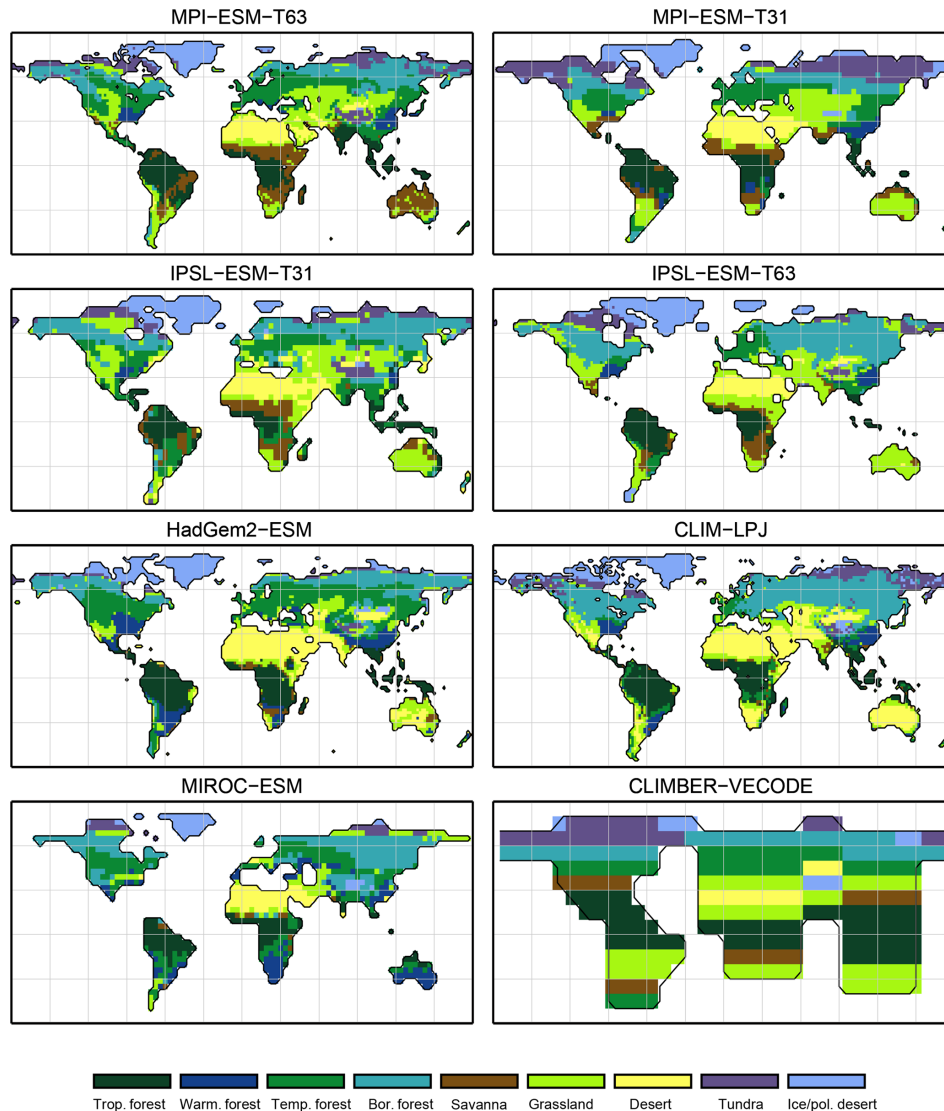 MPI−ESM−T63 MPI−ESM−T31
IPSL−ESM−T31 IPSL−ESM−T63
HadGem2−ESM CLIM−LPJ
MIROC−ESM CLIMBER−VECODE
Trop. forest Warm. forest Temp. forest Bor. forest Savanna Grassland Desert Tundra Ice/pol. desert